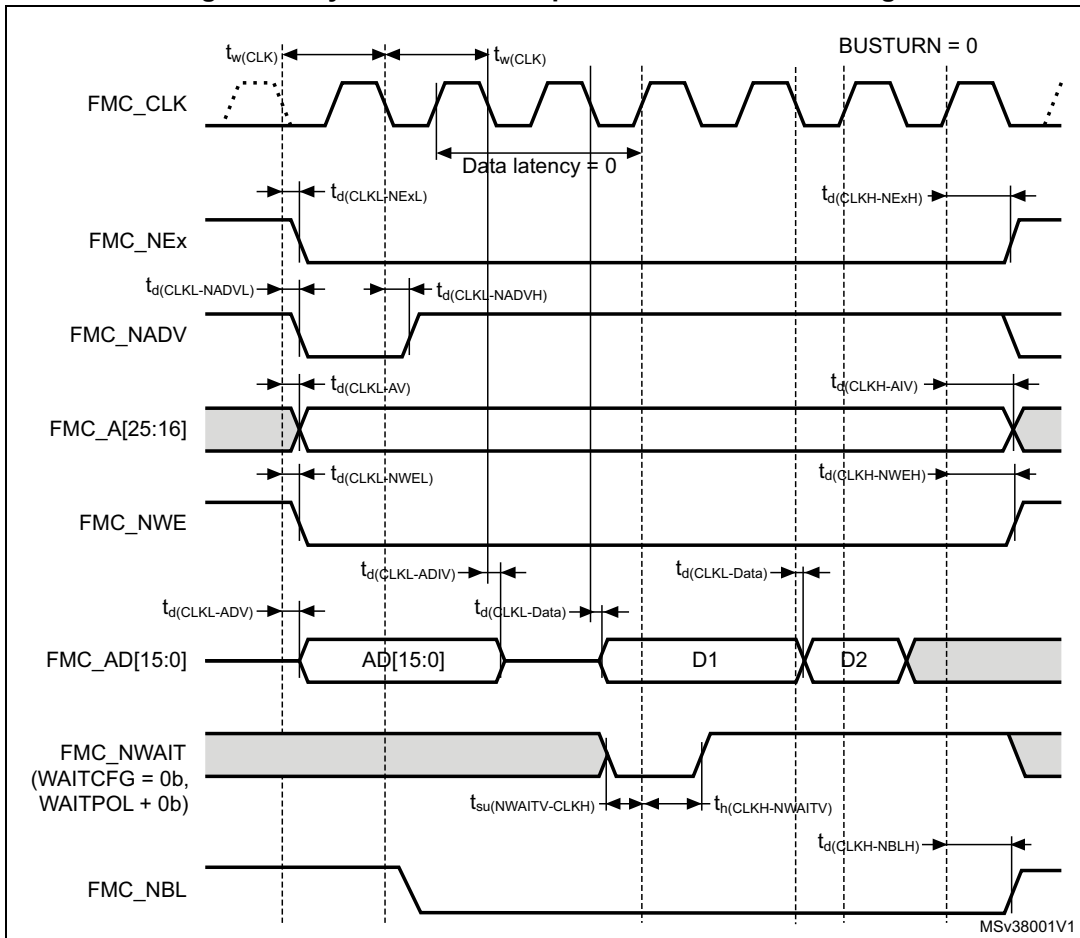 BUSTURN = 0
tw(CLK) tw(CLK)
FMC_CLK
Data latency = 0
td(CLKL-NExL) td(CLKH-NExH)
FMC_NEx
td(CLKL-NADVL) td(CLKL-NADVH)
FMC_NADV
td(CLKL-AV) td(CLKH-AIV)
FMC_A[25:16]
td(CLKL-NWEL) td(CLKH-NWEH)
FMC_NWE
td(CLKL-ADIV) td(CLKL-Data)
td(CLKL-ADV) td(CLKL-Data)
FMC_AD[15:0] AD[15:0] D1 D2
FMC_NWAIT
(WAITCFG = 0b,
WAITPOL + 0b)
tsu(NWAITV-CLKH) th(CLKH-NWAITV)
td(CLKH-NBLH)
FMC_NBL
MSv38001V1